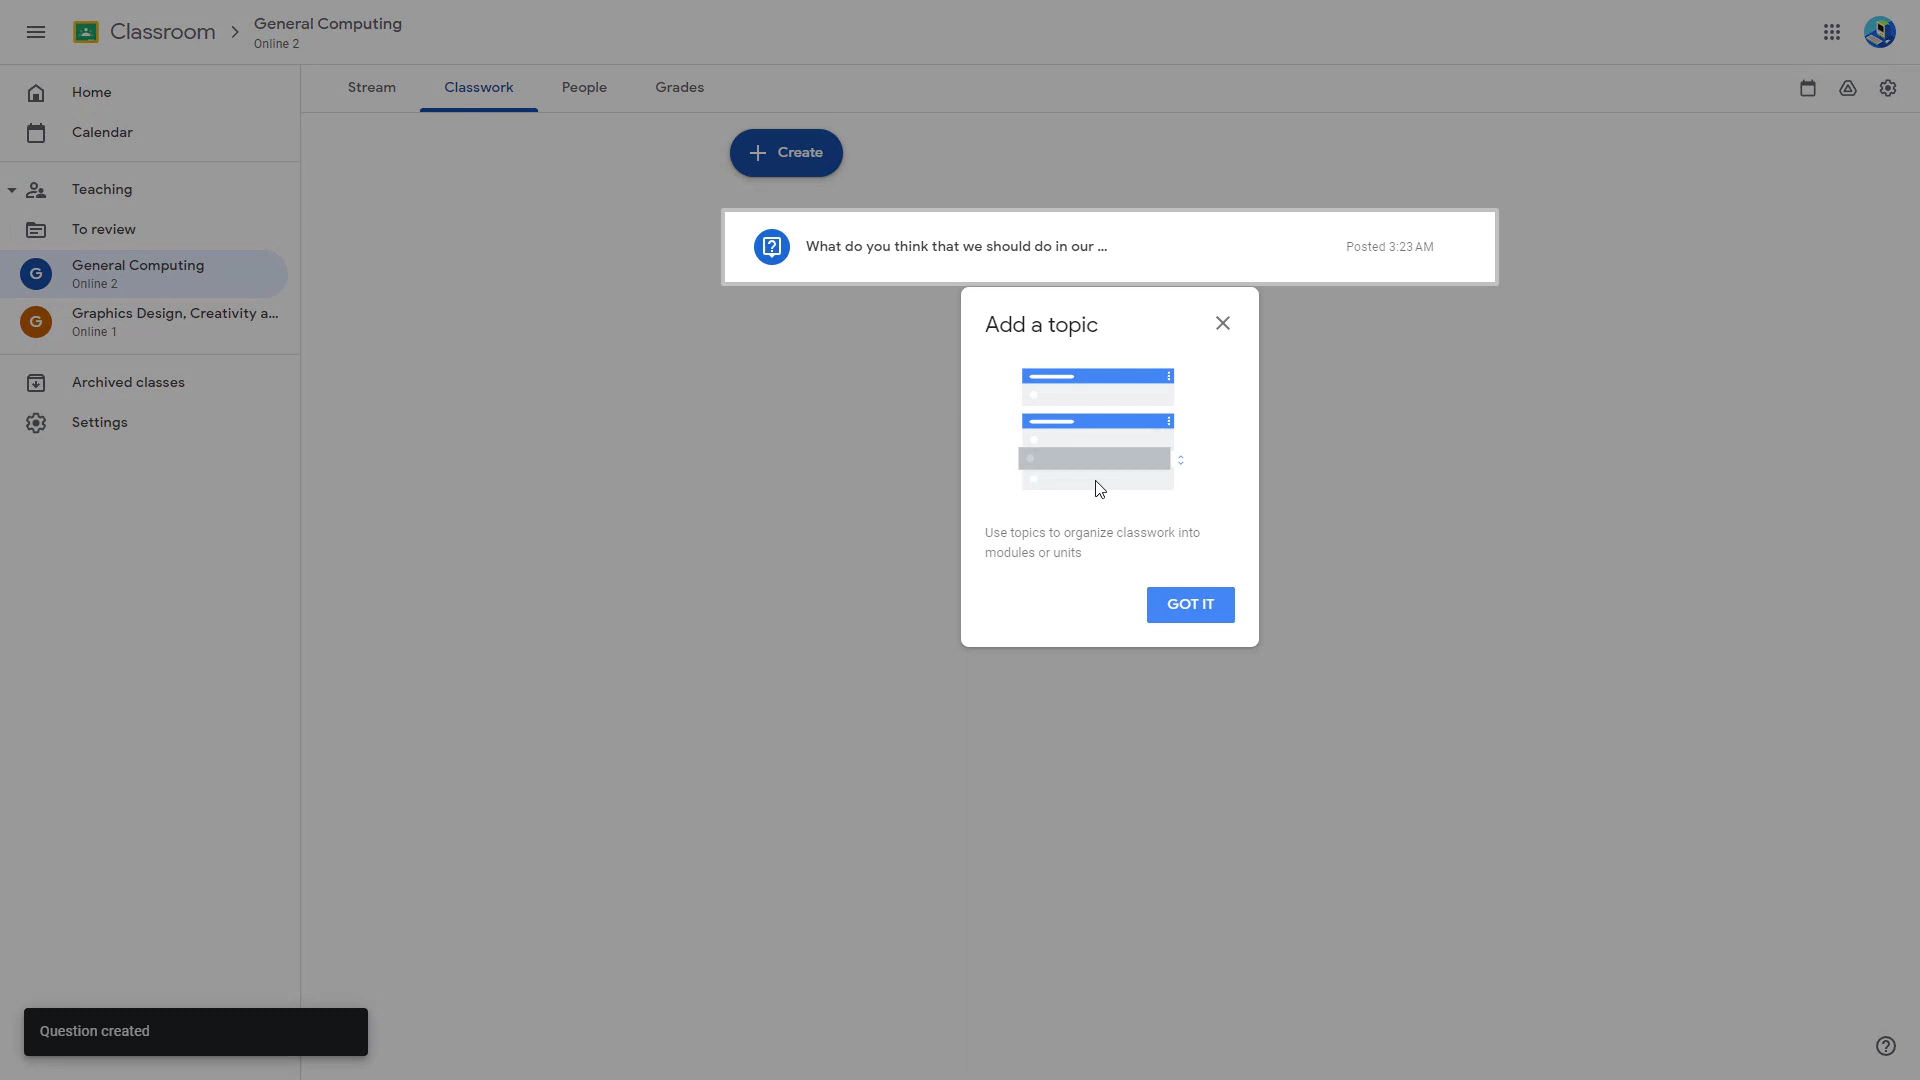 Classroom
General Computing
Online 2
Home
Calendar
Teaching
To review
G
General Computing
Online 2
G
Graphics Design, Creativity a...
Online 1
Archived classes
Settings
Stream
Classwork
People
Grades
Create
What do you think that we should do in our ...
Posted 3:23 AM
Add a topic
Use topics to organize classwork into
modules or units
GOT IT
Question created